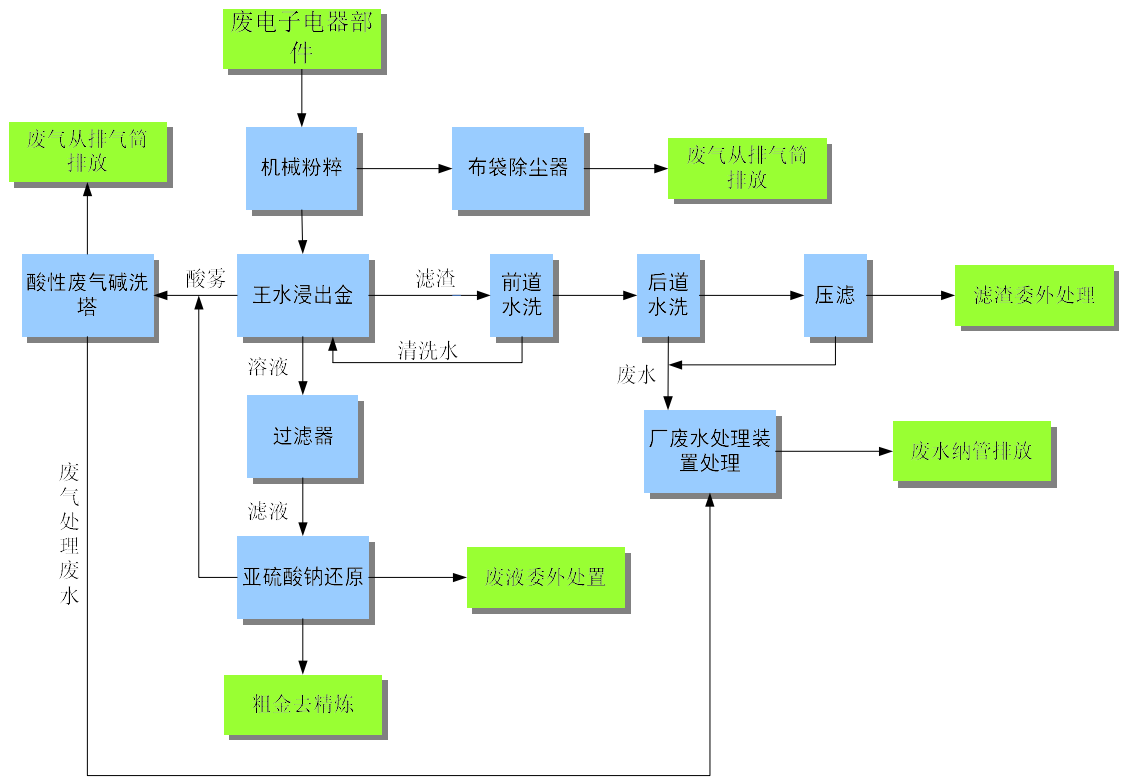 废电子电器部
件
废气从排气筒
排放
机械粉粹
布袋除尘器
废气从排气筒
排放
酸性废气碱洗
塔
酸雾
王水浸出金
滤渣
前道
水洗
后道
水洗
压滤
滤渣委外处理
清洗水
溶液
废水
过滤器
厂废水处理装
置处理
废水纳管排放
废
气
处
理
废
水
滤液
亚硫酸钠还原
废液委外处置
粗金去精炼